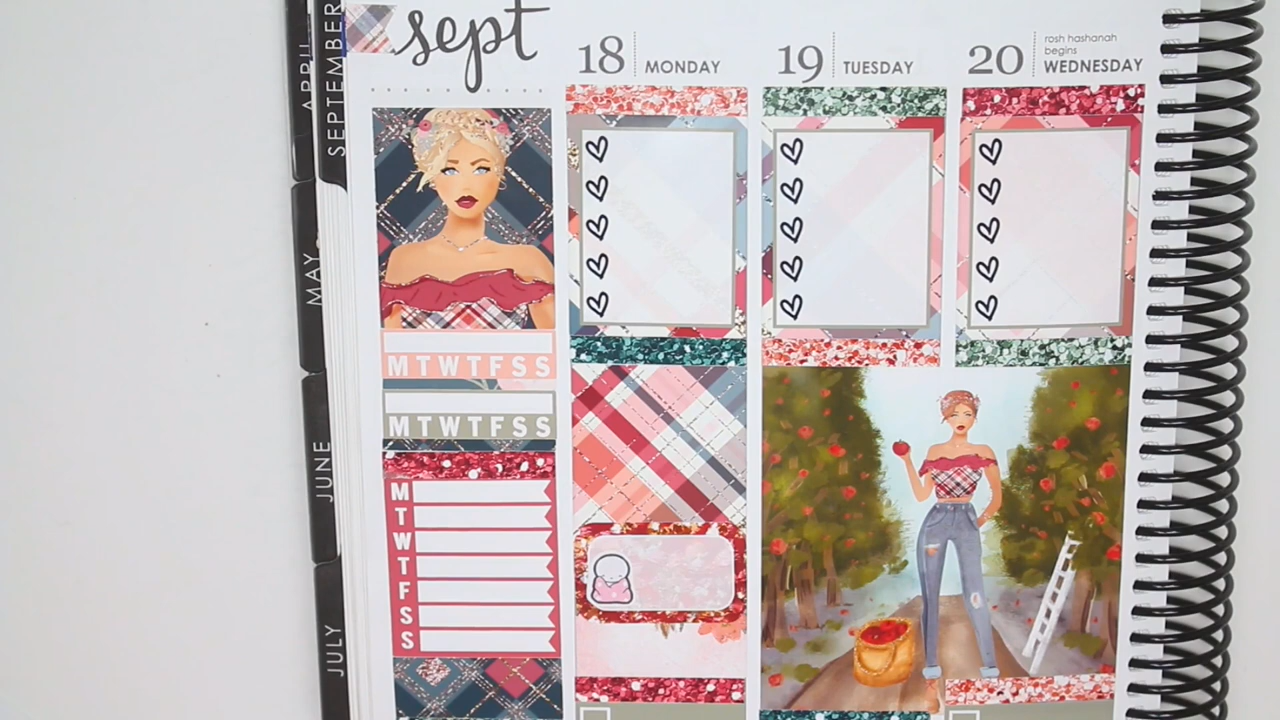 APRIL
SEPTEMBER
MAY
JUNE
JULY
sept
18 MONDAY
19 TUESDAY
20 rosh hashanah
begins
WEDNESDAY
MTWTFSS
MTWTFSS
M
T
W
T
F
S
S